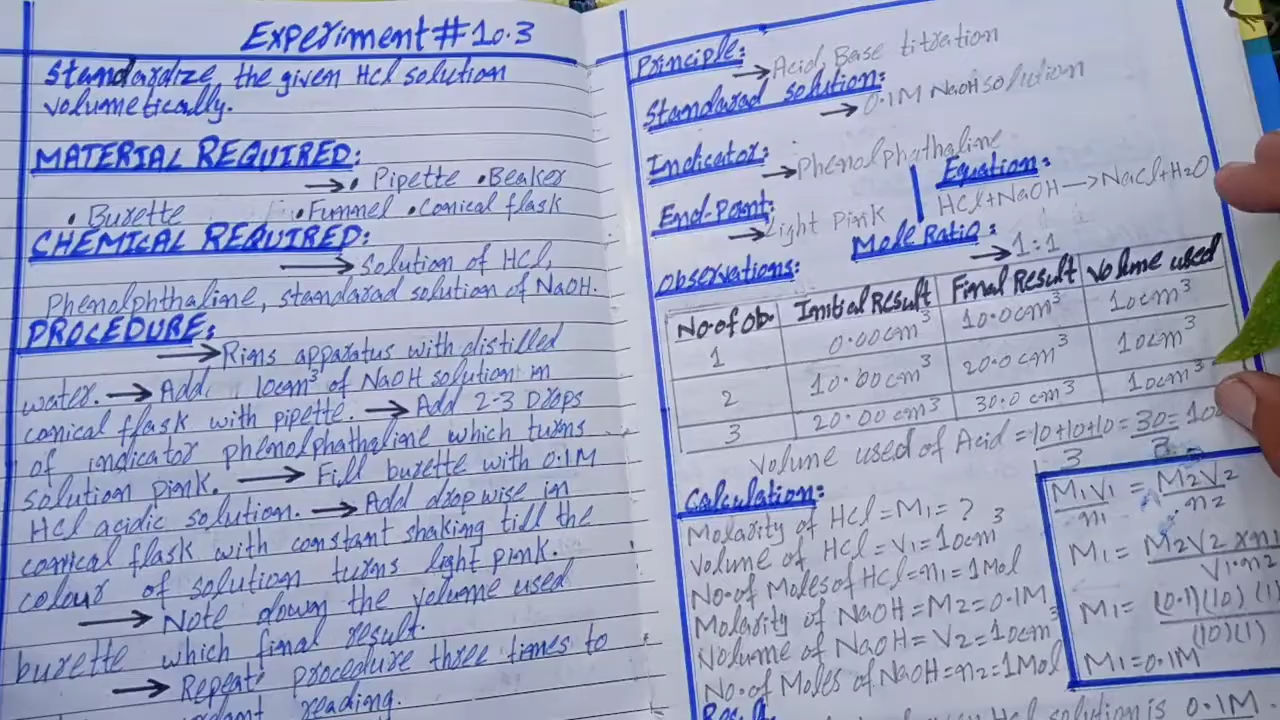 Experiment #10.3
Standardize the given Hcl solution
volumetically.
MATERIAL REQUIRED:
→ • Pipette • Beaker
• Burette • Funnel • Conical flask
CHEMICAL REQUIRED:
→ Solution of HCl,
Phenolphthaline, standarad solution of NaOH.
PROCEDURE:
→ Rins apparatus with distilled
water. → Add 10cm³ of NaOH solution in
conical flask with pipette. → Add 2-3 Drops
of indicator phenolphathaline which turns
solution pink. → Fill burette with 0.1M
HCl acidic solution. → Add dropwise in
conical flask with constant shaking till the
colour of solution turns light pink.
→ Note down the volume used
burette which final result.
→ Repeat procedure three times to
reading.
Principle:
→ Acid, Base titration
Standarad solution:
→ 0.1M NaOH solution
Indicator:
→ Phenolphathaline
End-Point:
→ Light Pink
Equation:
HCl + NaOH → NaCl + H2O
Mole Ratio:
→ 1:1
Observations:
No. of Ob. Initial Result Final Result Volume used
1 0.00cm³ 10.0cm³ 10cm³
2 10.00cm³ 20.0cm³ 10cm³
3 20.00cm³ 30.0cm³ 10cm³
Volume used of Acid = 10+10+10/3 = 30/3 =
Calculation:
Molarity of HCl = M1 = ?
Volume of HCl = V1 = 10cm³
No. of Moles of HCl = n1 = 1Mol
Molarity of NaOH = M2 = 0.1M
Volume of NaOH = V2 = 10cm³
No. of Moles of NaOH = n2 = 1Mol
M1V1/n1 = M2V2/n2
M1 = M2V2 × n1/V1.n2
M1 = (0.1)(10)(1)/(10)(1)
M1 = 0.1M
Hcl solution is 0.1M.